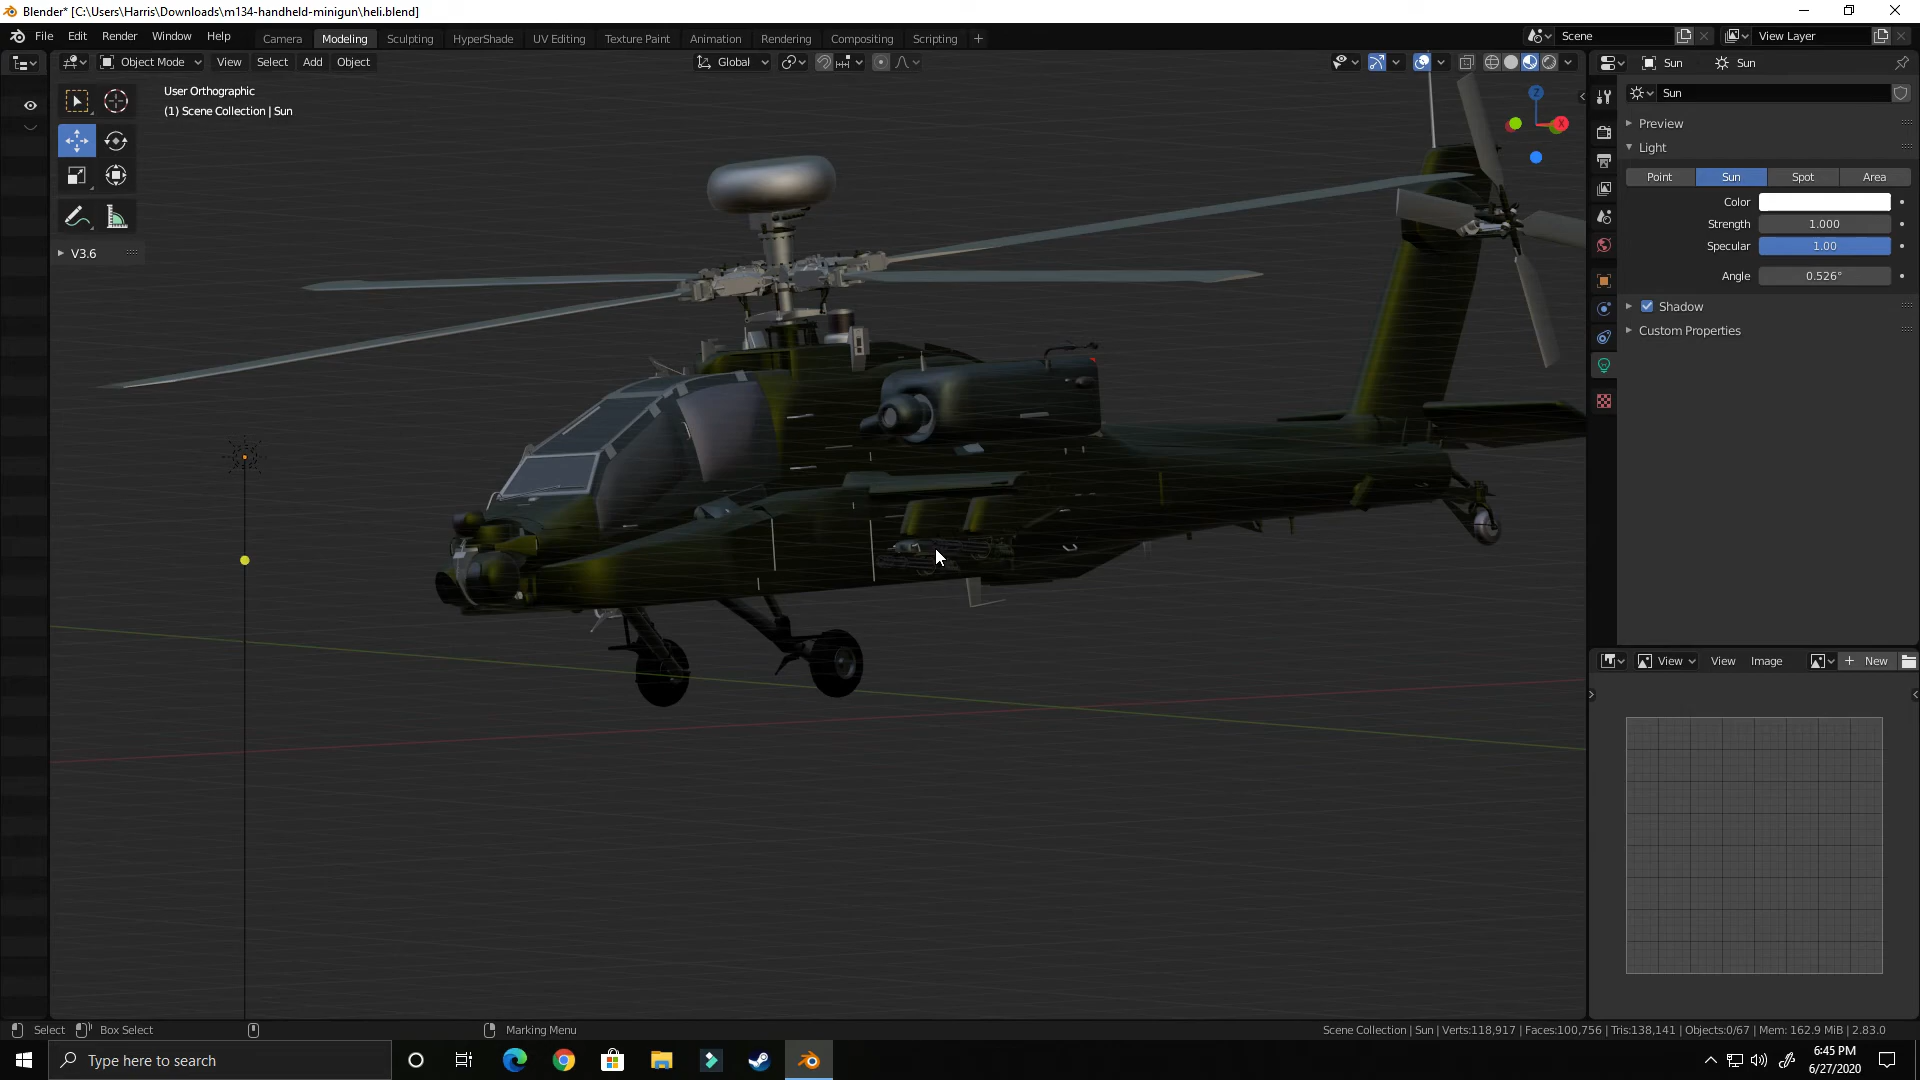 Blender* [C:\Users\Harris\Downloads\m134-handheld-minigun\heli.blend]
File Edit Render Window Help
Camera Modeling Sculpting HyperShade UV Editing Texture Paint Animation Rendering Compositing Scripting +
Scene
View Layer
Object Mode View Select Add Object
Global
Sun Sun
User Orthographic
(1) Scene Collection | Sun
Z
X
V3.6
Sun
Preview
Light
Point Sun Spot Area
Color
Strength 1.000
Specular 1.00
Angle 0.526°
Shadow
Custom Properties
View View Image + New
Select Box Select Marking Menu
Scene Collection | Sun | Verts:118,917 | Faces:100,756 | Tris:138,141 | Objects:0/67 | Mem: 162.9 MiB | 2.83.0
Type here to search
6:45 PM
6/27/2020